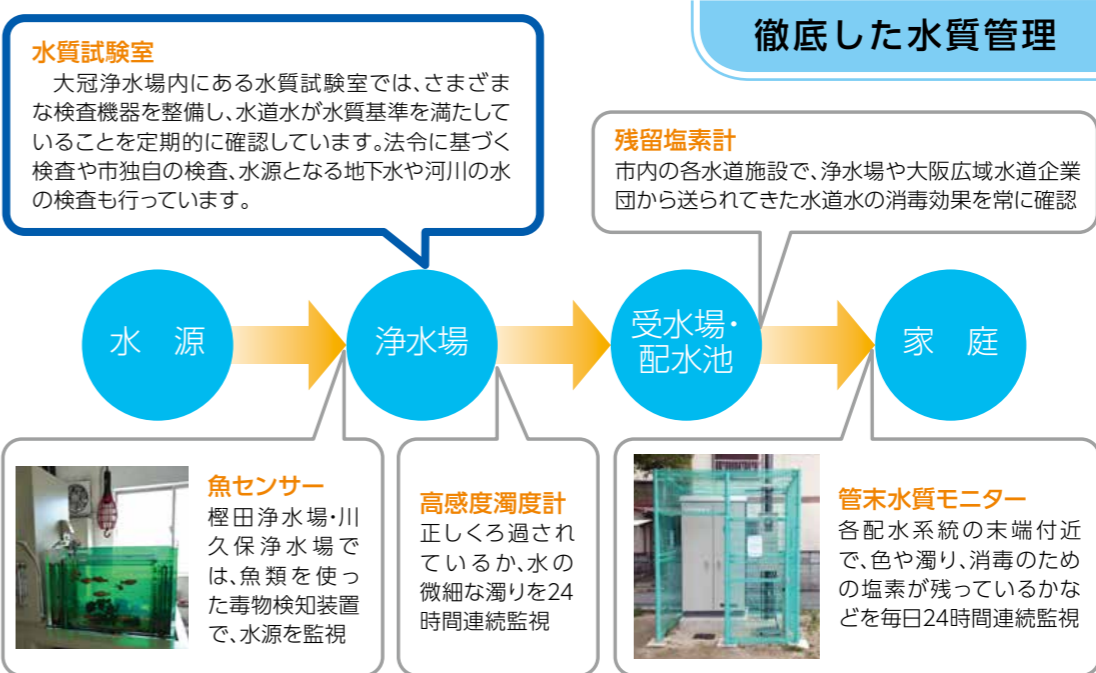 徹底した水質管理
水質試験室
大冠浄水場内にある水質試験室では、さまざま
な検査機器を整備し、水道水が水質基準を満たして
いることを定期的に確認しています。法令に基づく
検査や市独自の検査、水源となる地下水や河川の水
の検査も行っています。
残留塩素計
市内の各水道施設で、浄水場や大阪広域水道企業
団から送られてきた水道水の消毒効果を常に確認
水 源
浄水場
受水場・
配水池
家 庭
魚センサー
樫田浄水場・川
久保浄水場で
は、魚類を使っ
た毒物検知装置
で、水源を監視
高感度濁度計
正しくろ過され
ているか、水の
微細な濁りを24
時間連続監視
管末水質モニター
各配水系統の末端付近
で、色や濁り、消毒のため
の塩素が残っているかな
どを毎日24時間連続監視